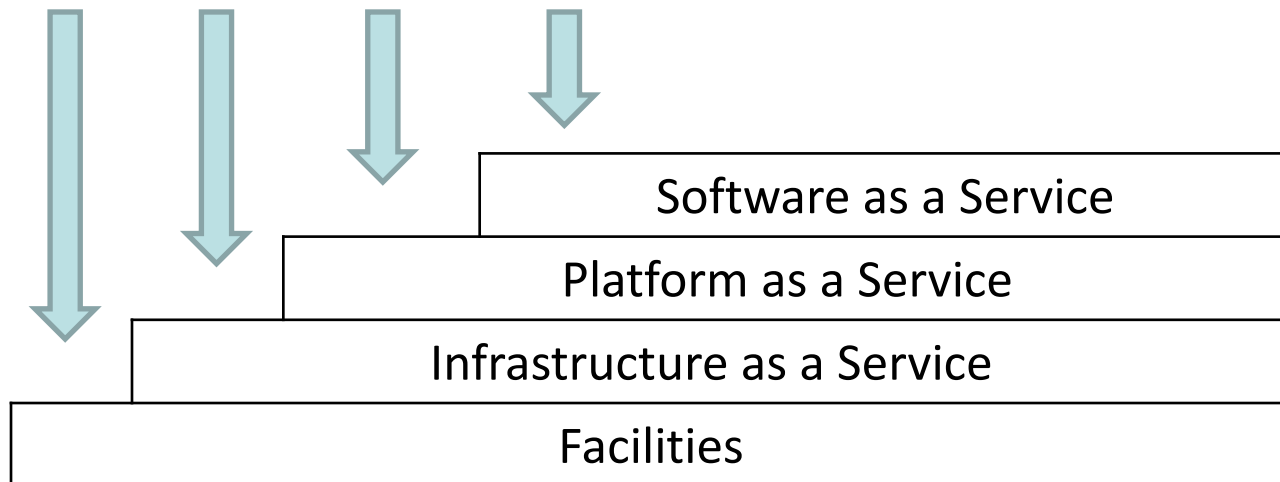 Software as a Service
Platform as a Service
Infrastructure as a Service
Facilities